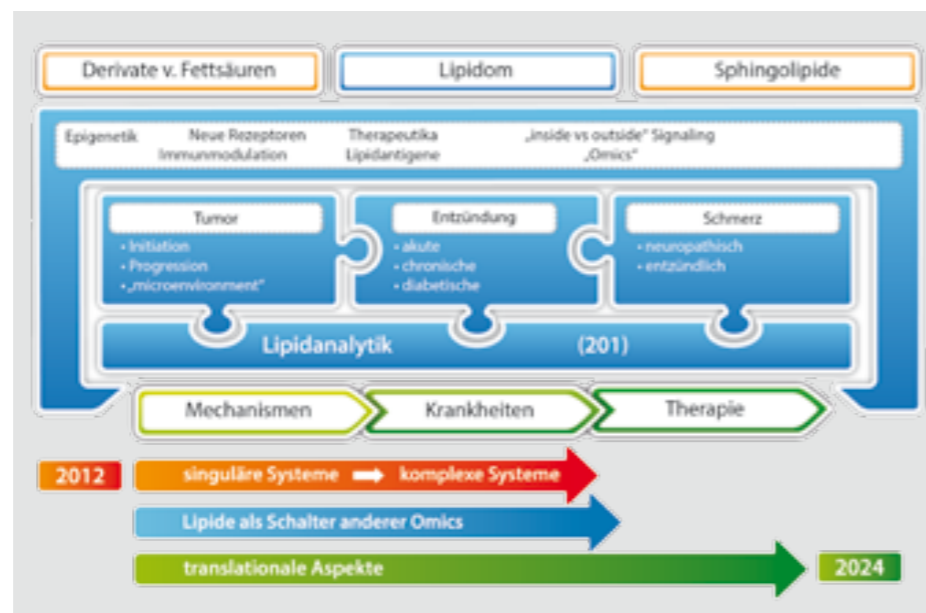 Derivate v. Fettsäuren
Lipidom
Sphingolipide
Epigenetik Neue Rezeptoren Therapeutika „inside vs outside“ Signaling
Immunmodulation Lipidantigene „Omics“
Tumor
• Initiation
• Progression
• „microenvironment“
Entzündung
• akute
• chronische
• diabetische
Schmerz
• neuropathisch
• entzündlich
Lipidanalytik (201)
Mechanismen
Krankheiten
Therapie
2012
singuläre Systeme ➡ komplexe Systeme
Lipide als Schalter anderer Omics
translationale Aspekte
2024